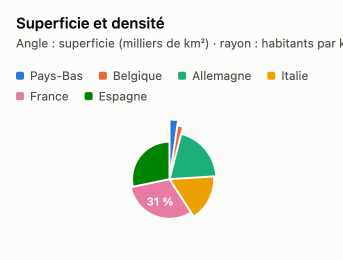 Superficie et densité
Angle : superficie (milliers de km²) · rayon : habitants par
Pays-Bas Belgique Allemagne Italie
France Espagne
31 %